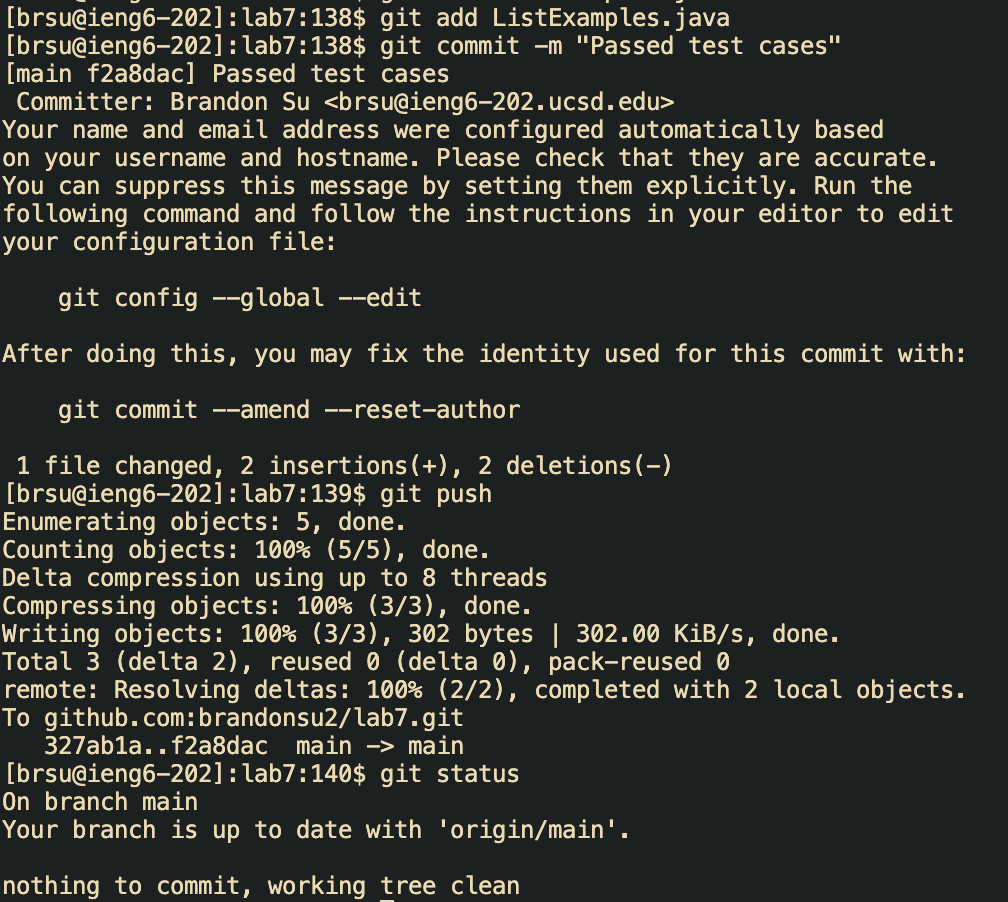 [brsu@ieng6-202]:lab7:138$ git add ListExamples.java
[brsu@ieng6-202]:lab7:138$ git commit -m "Passed test cases"
[main f2a8dac] Passed test cases
 Committer: Brandon Su <brsu@ieng6-202.ucsd.edu>
Your name and email address were configured automatically based
on your username and hostname. Please check that they are accurate.
You can suppress this message by setting them explicitly. Run the
following command and follow the instructions in your editor to edit
your configuration file:

    git config --global --edit

After doing this, you may fix the identity used for this commit with:

    git commit --amend --reset-author

 1 file changed, 2 insertions(+), 2 deletions(-)
[brsu@ieng6-202]:lab7:139$ git push
Enumerating objects: 5, done.
Counting objects: 100% (5/5), done.
Delta compression using up to 8 threads
Compressing objects: 100% (3/3), done.
Writing objects: 100% (3/3), 302 bytes | 302.00 KiB/s, done.
Total 3 (delta 2), reused 0 (delta 0), pack-reused 0
remote: Resolving deltas: 100% (2/2), completed with 2 local objects.
To github.com:brandonsu2/lab7.git
   327ab1a..f2a8dac  main -> main
[brsu@ieng6-202]:lab7:140$ git status
On branch main
Your branch is up to date with 'origin/main'.

nothing to commit, working tree clean